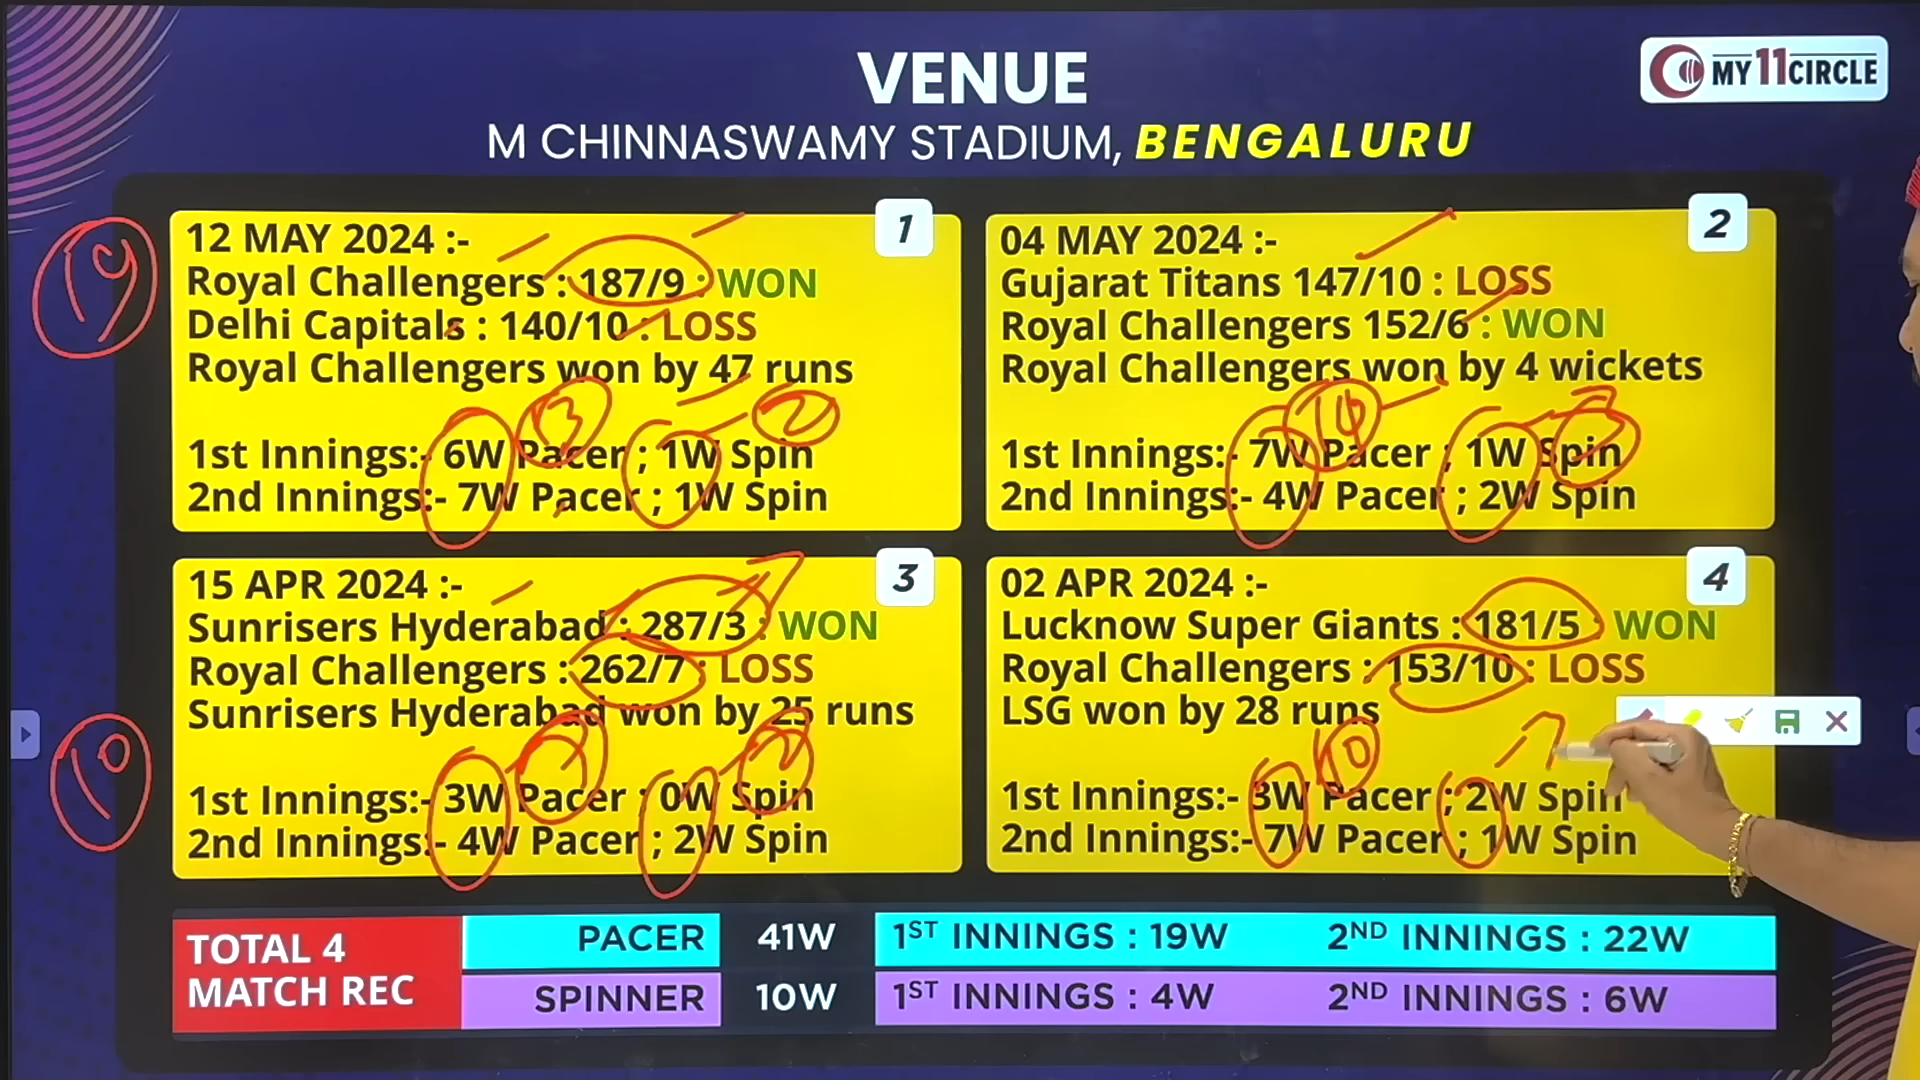 VENUE
MY11CIRCLE
M CHINNASWAMY STADIUM, BENGALURU
1
12 MAY 2024 :-
Royal Challengers : 187/9 : WON
Delhi Capitals : 140/10 : LOSS
Royal Challengers won by 47 runs
3
2
1st Innings:- 6W Pacer ; 1W Spin
2nd Innings:- 7W Pacer ; 1W Spin
2
04 MAY 2024 :-
Gujarat Titans 147/10 : LOSS
Royal Challengers 152/6 : WON
Royal Challengers won by 4 wickets
1st Innings:- 7W Pacer ; 1W Spin
2nd Innings:- 4W Pacer ; 2W Spin
3
15 APR 2024 :-
Sunrisers Hyderabad : 287/3 : WON
Royal Challengers : 262/7 : LOSS
Sunrisers Hyderabad won by 25 runs
1st Innings:- 3W Pacer ; 0W Spin
2nd Innings:- 4W Pacer ; 2W Spin
4
02 APR 2024 :-
Lucknow Super Giants : 181/5 WON
Royal Challengers : 153/10 : LOSS
LSG won by 28 runs
10
1st Innings:- 3W Pacer ; 2W Spin
2nd Innings:- 7W Pacer ; 1W Spin
10
TOTAL 4
MATCH REC
PACER 41W 1ST INNINGS : 19W 2ND INNINGS : 22W
SPINNER 10W 1ST INNINGS : 4W 2ND INNINGS : 6W